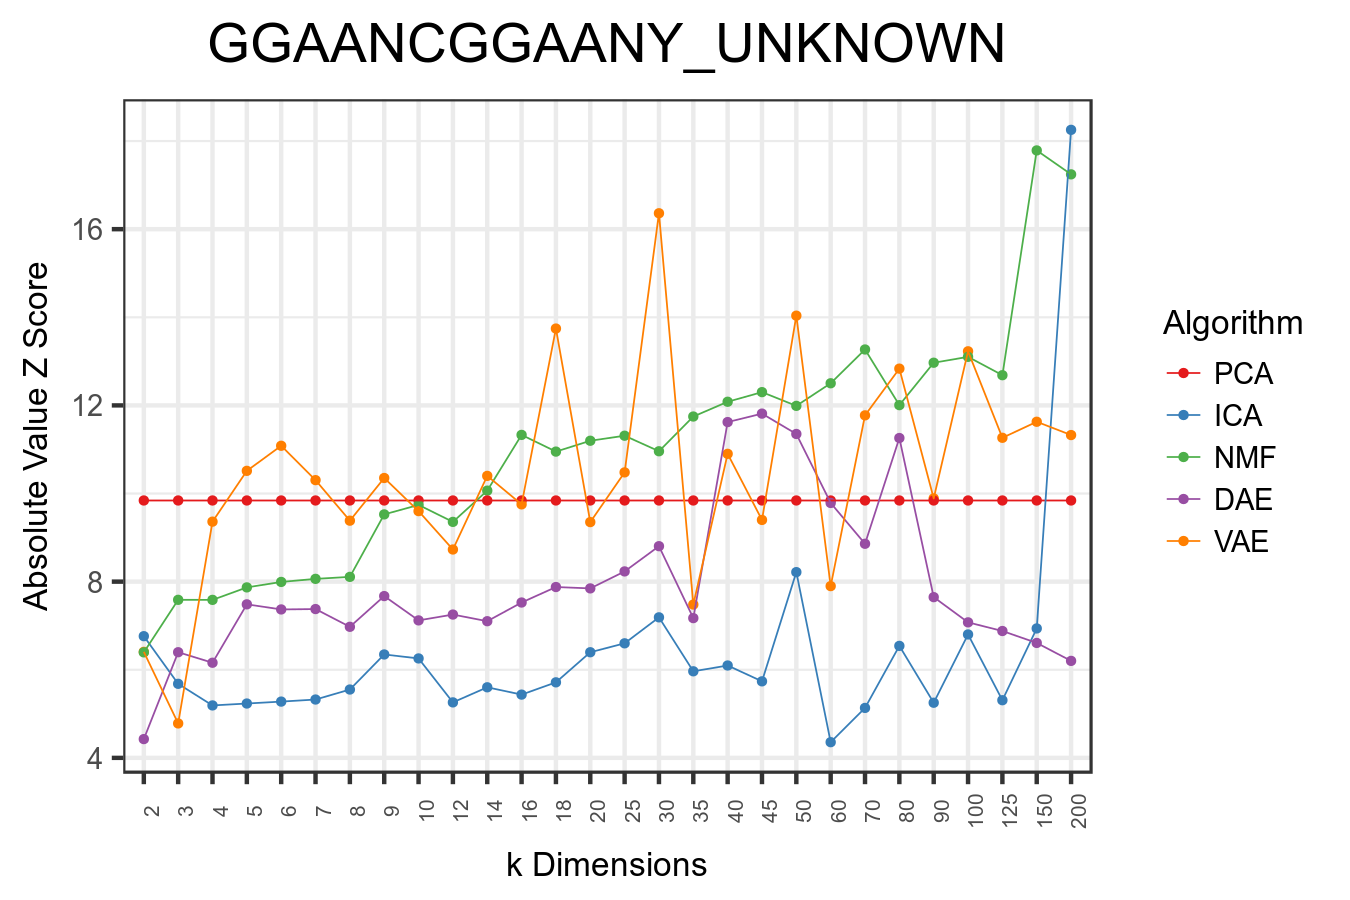 GGAANCGGAANY_UNKNOWN
Absolute Value Z Score
16
12
8
4
2 3 4 5 6 7 8 9 10 12 14 16 18 20 25 30 35 40 45 50 60 70 80 90 100 125 150 200
k Dimensions
Algorithm
PCA
ICA
NMF
DAE
VAE